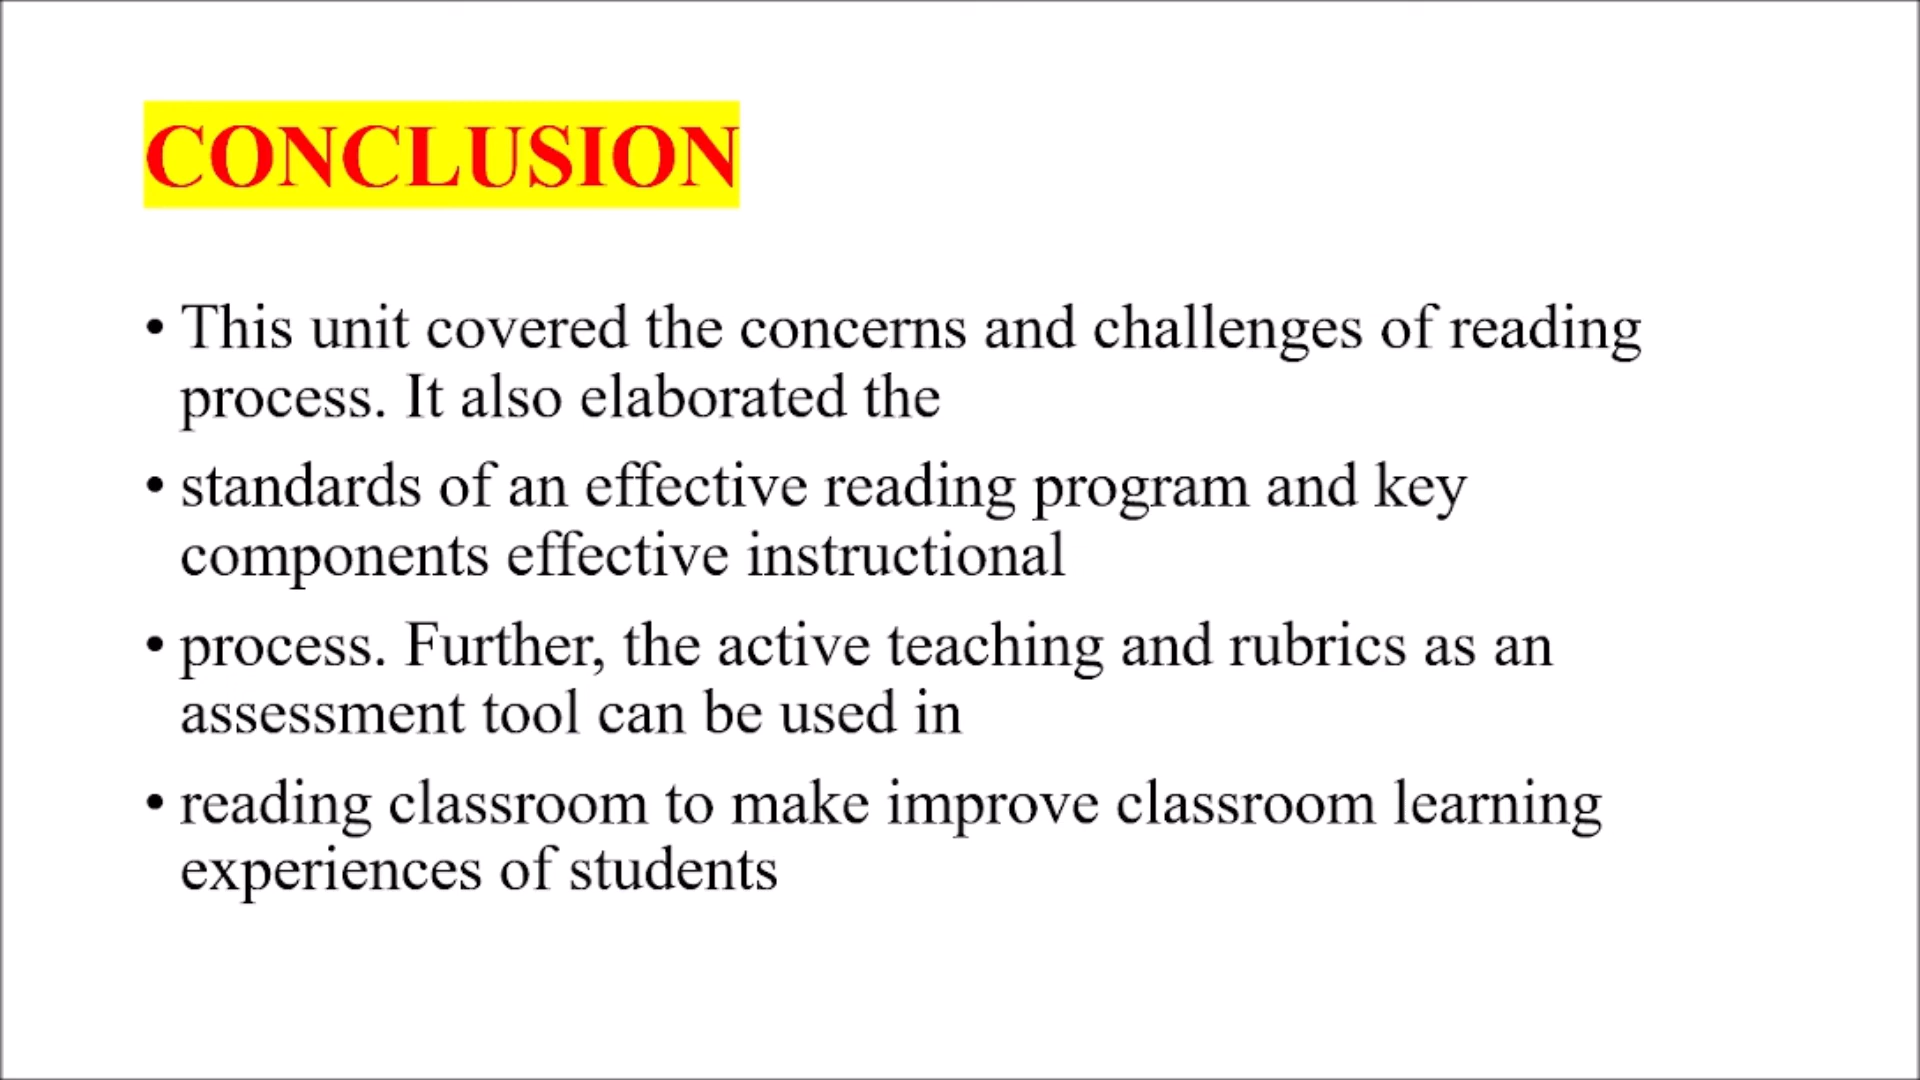 CONCLUSION
• This unit covered the concerns and challenges of reading
process. It also elaborated the
• standards of an effective reading program and key
components effective instructional
• process. Further, the active teaching and rubrics as an
assessment tool can be used in
• reading classroom to make improve classroom learning
experiences of students